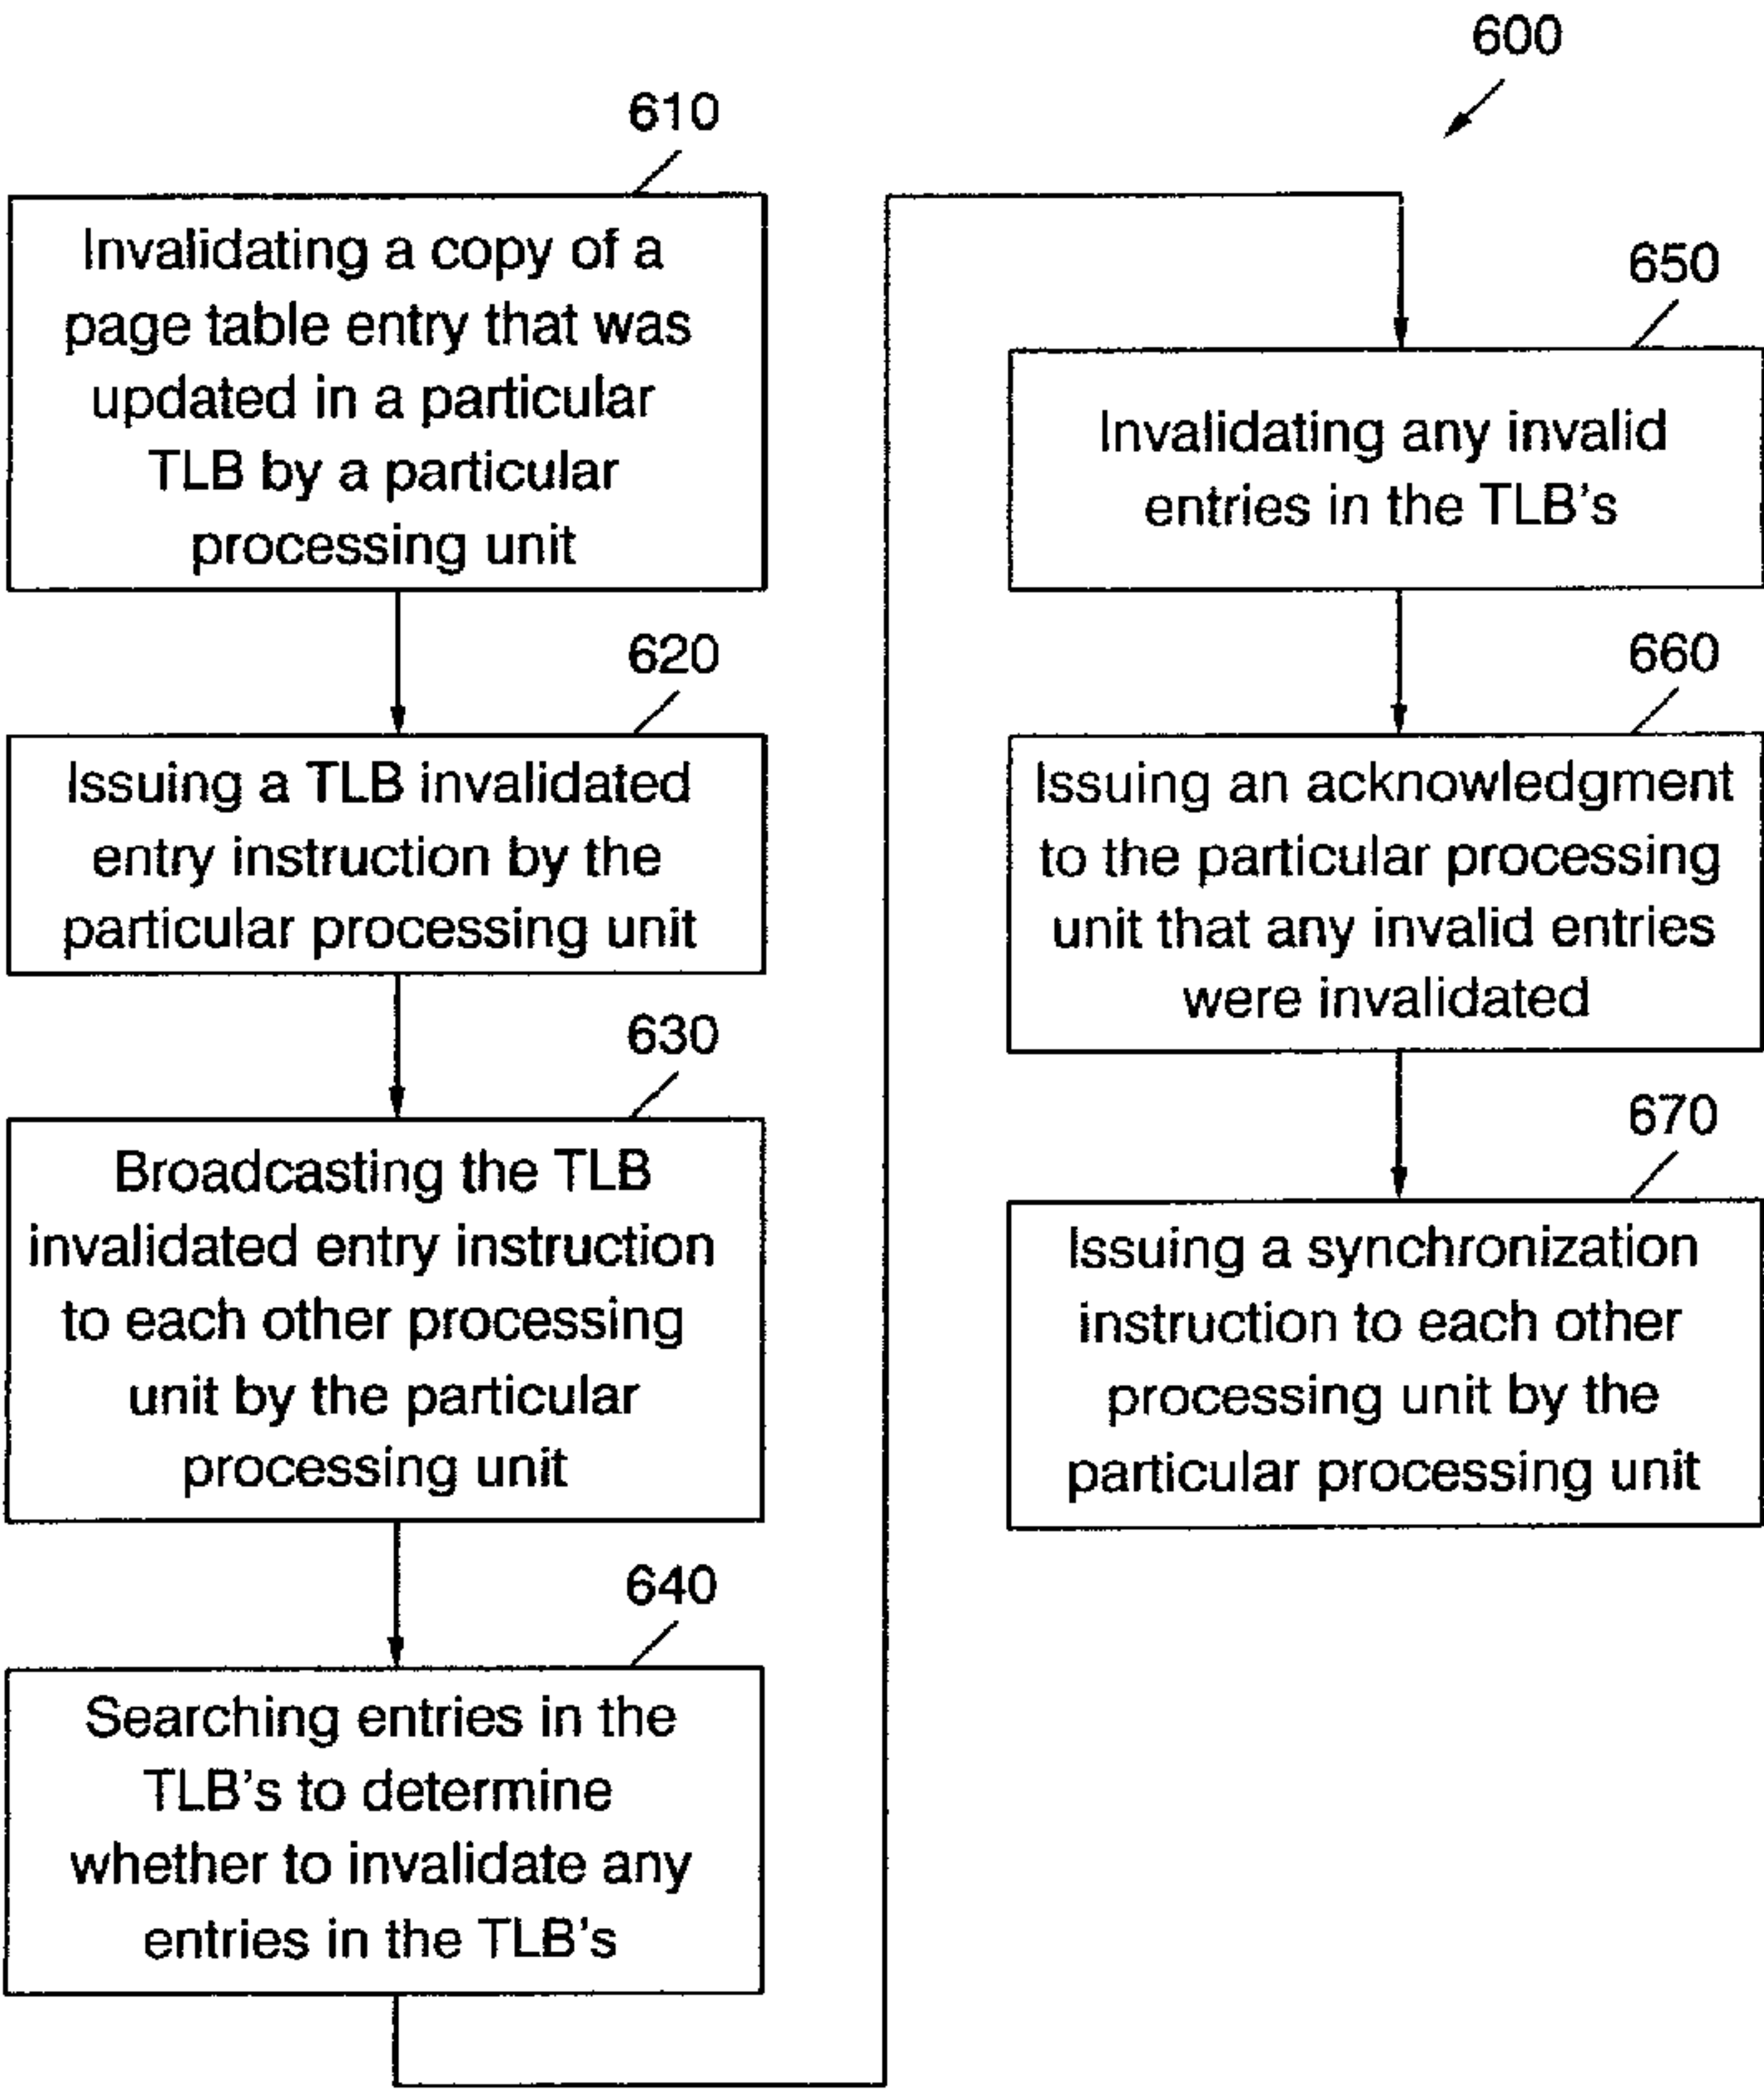 600
610
Invalidating a copy of a
page table entry that was
updated in a particular
TLB by a particular
processing unit
620
Issuing a TLB invalidated
entry instruction by the
particular processing unit
630
Broadcasting the TLB
invalidated entry instruction
to each other processing
unit by the particular
processing unit
640
Searching entries in the
TLB's to determine
whether to invalidate any
entries in the TLB's
650
Invalidating any invalid
entries in the TLB's
660
Issuing an acknowledgment
to the particular processing
unit that any invalid entries
were invalidated
670
Issuing a synchronization
instruction to each other
processing unit by the
particular processing unit